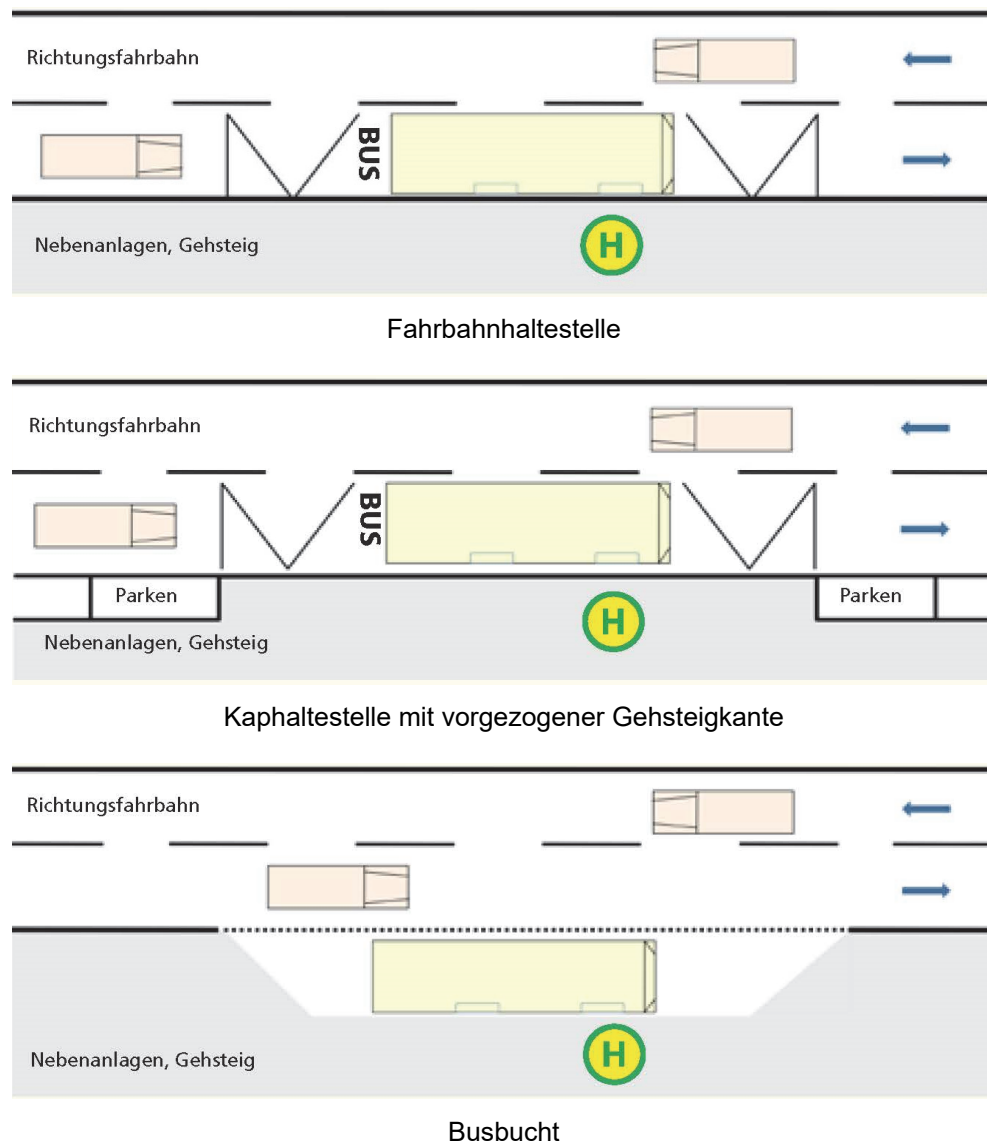 Richtungsfahrbahn
BUS
Nebenanlagen, Gehsteig
H
Fahrbahnhaltestelle
Richtungsfahrbahn
BUS
Parken
Parken
H
Nebenanlagen, Gehsteig
Kaphaltestelle mit vorgezogener Gehsteigkante
Richtungsfahrbahn
Nebenanlagen, Gehsteig
H
Busbucht